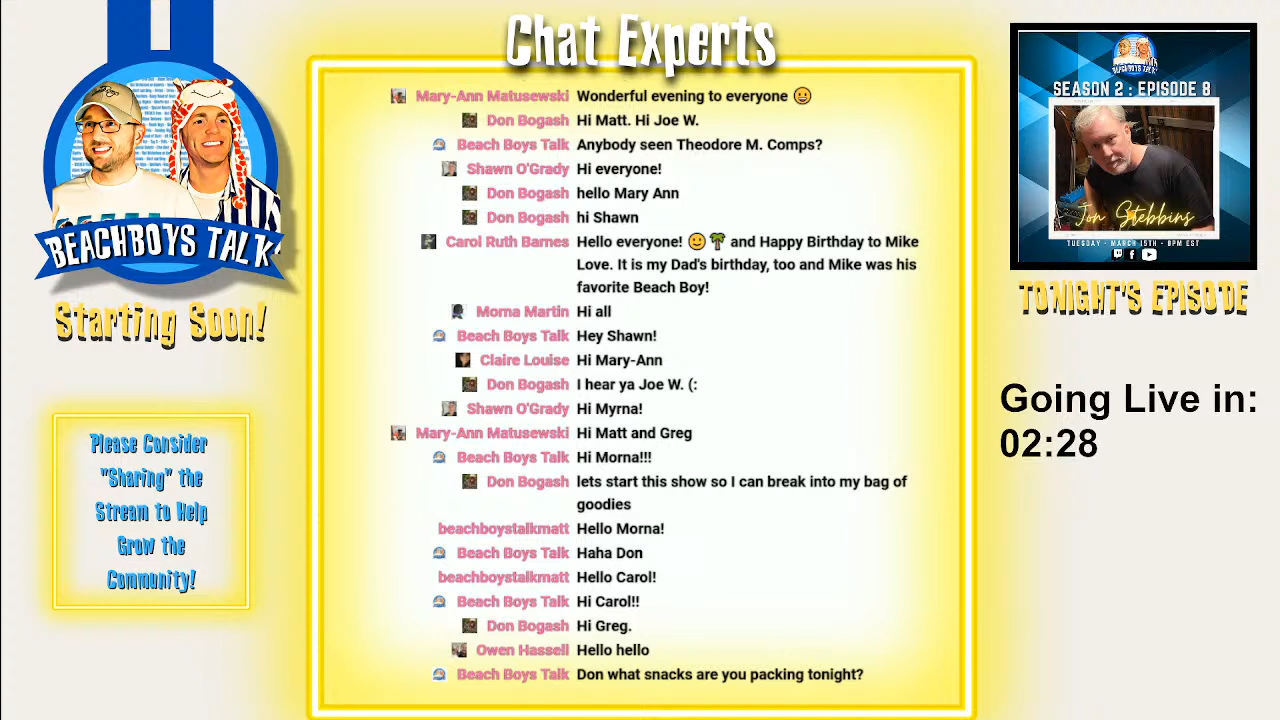 Chat Experts
BEACHBOYS TALK
Starting Soon!
Please Consider
"Sharing" the
Stream to Help
Grow the
Community!
Mary-Ann Matusewski Wonderful evening to everyone 😀
Don Bogash Hi Matt. Hi Joe W.
Beach Boys Talk Anybody seen Theodore M. Comps?
Shawn O'Grady Hi everyone!
Don Bogash hello Mary Ann
Don Bogash hi Shawn
Carol Ruth Barnes Hello everyone! 🙂🌴 and Happy Birthday to Mike
Love. It is my Dad's birthday, too and Mike was his
favorite Beach Boy!
Morna Martin Hi all
Beach Boys Talk Hey Shawn!
Claire Louise Hi Mary-Ann
Don Bogash I hear ya Joe W. (:
Shawn O'Grady Hi Myrna!
Mary-Ann Matusewski Hi Matt and Greg
Beach Boys Talk Hi Morna!!!
Don Bogash lets start this show so I can break into my bag of
goodies
beachboystalkmatt Hello Morna!
Beach Boys Talk Haha Don
beachboystalkmatt Hello Carol!
Beach Boys Talk Hi Carol!!
Don Bogash Hi Greg.
Owen Hassell Hello hello
Beach Boys Talk Don what snacks are you packing tonight?
BEACHBOYS TALK
SEASON 2 : EPISODE 8
Jon Stebbins
TUESDAY - MARCH 15TH - 8PM EST
TONIGHT'S EPISODE
Going Live in:
02:28